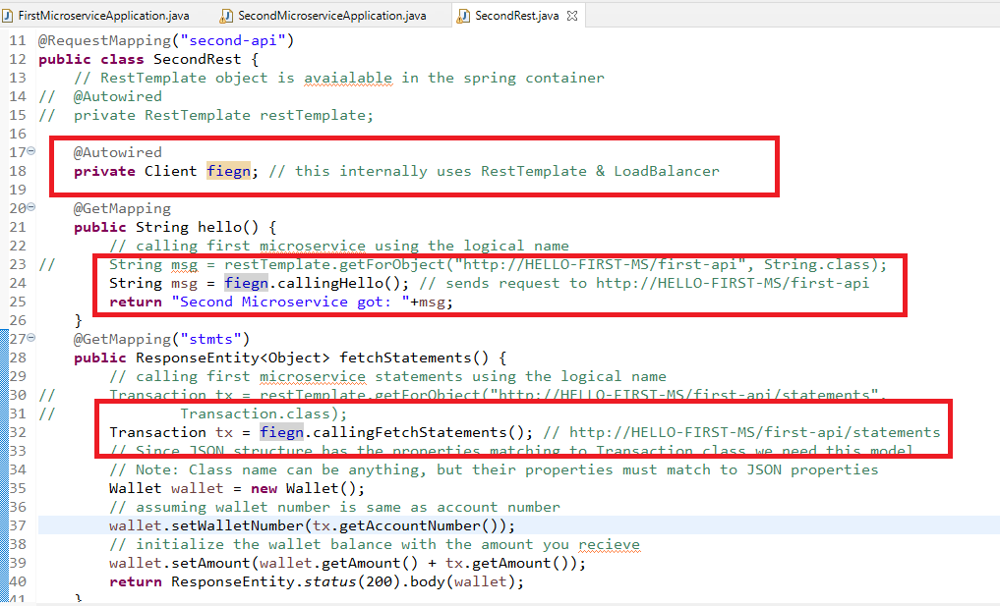 FirstMicroserviceApplication.java SecondMicroserviceApplication.java SecondRest.java
11 @RequestMapping("second-api")
12 public class SecondRest {
13 // RestTemplate object is avaialable in the spring container
14 // @Autowired
15 // private RestTemplate restTemplate;
16
17 @Autowired
18 private Client fiegn; // this internally uses RestTemplate & LoadBalancer
19
20 @GetMapping
21 public String hello() {
22 // calling first microservice using the logical name
23 // String msg = restTemplate.getForObject("http://HELLO-FIRST-MS/first-api", String.class);
24 String msg = fiegn.callingHello(); // sends request to http://HELLO-FIRST-MS/first-api
25 return "Second Microservice got: "+msg;
26 }
27 @GetMapping("stmts")
28 public ResponseEntity<Object> fetchStatements() {
29 // calling first microservice statements using the logical name
30 // Transaction tx = restTemplate.getForObject("http://HELLO-FIRST-MS/first-api/statements",
31 // Transaction.class);
32 Transaction tx = fiegn.callingFetchStatements(); // http://HELLO-FIRST-MS/first-api/statements
33 // Since JSON structure has the properties matching to Transaction class we need this model
34 // Note: Class name can be anything, but their properties must match to JSON properties
35 Wallet wallet = new Wallet();
36 // assuming wallet number is same as account number
37 wallet.setWalletNumber(tx.getAccountNumber());
38 // initialize the wallet balance with the amount you recieve
39 wallet.setAmount(wallet.getAmount() + tx.getAmount());
40 return ResponseEntity.status(200).body(wallet);
41 }